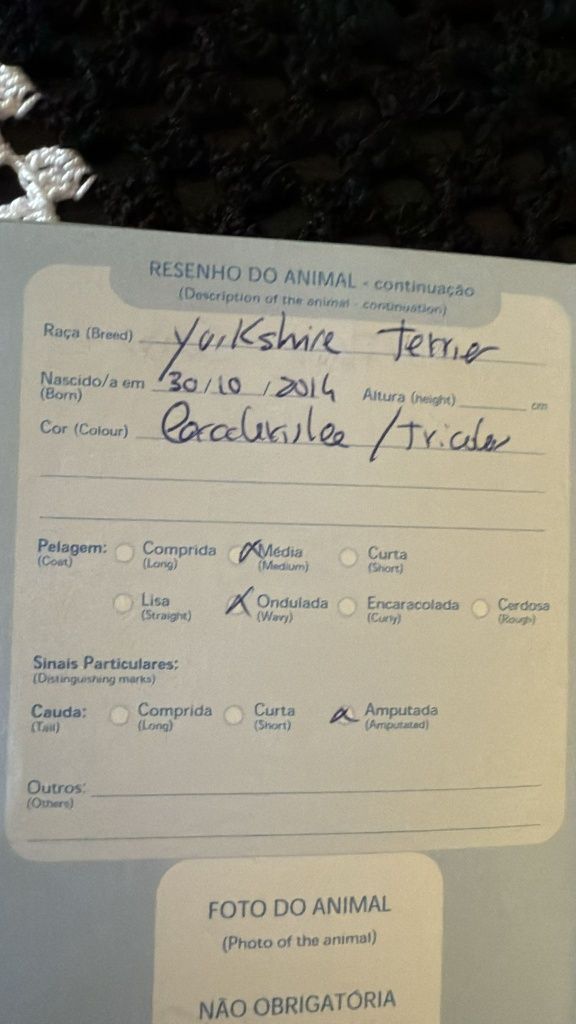 RESENHO DO ANIMAL - continuação
(Description of the animal - continuation)
Raça (Breed) Yorkshire Terrier
Nascido/a em 30/10/2014 Altura (height) cm
(Born)
Cor (Colour) /Tricolor
Pelagem: Comprida Média Curta
(Coat) (Long) (Medium) (Short)
Lisa Ondulada Encaracolada Cerdosa
(Straight) (Wavy) (Curly) (Rough)
Sinais Particulares:
(Distinguishing marks)
Cauda: Comprida Curta Amputada
(Tail) (Long) (Short) (Amputated)
Outros:
(Others)
FOTO DO ANIMAL
(Photo of the animal)
NÃO OBRIGATÓRIA